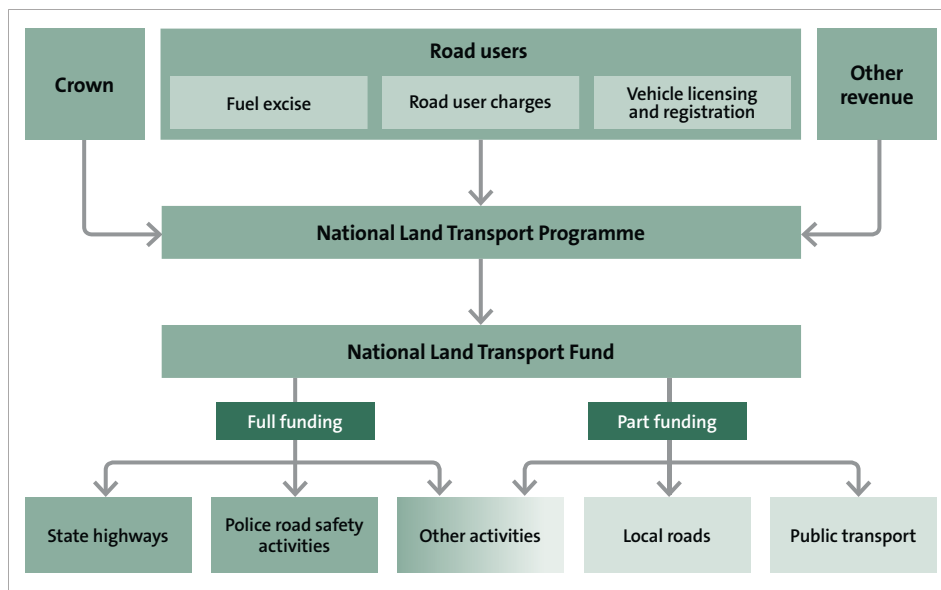 Crown
Road users
Fuel excise
Road user charges
Vehicle licensing
and registration
Other
revenue
National Land Transport Programme
National Land Transport Fund
Full funding
Part funding
State highways
Police road safety
activities
Other activities
Local roads
Public transport